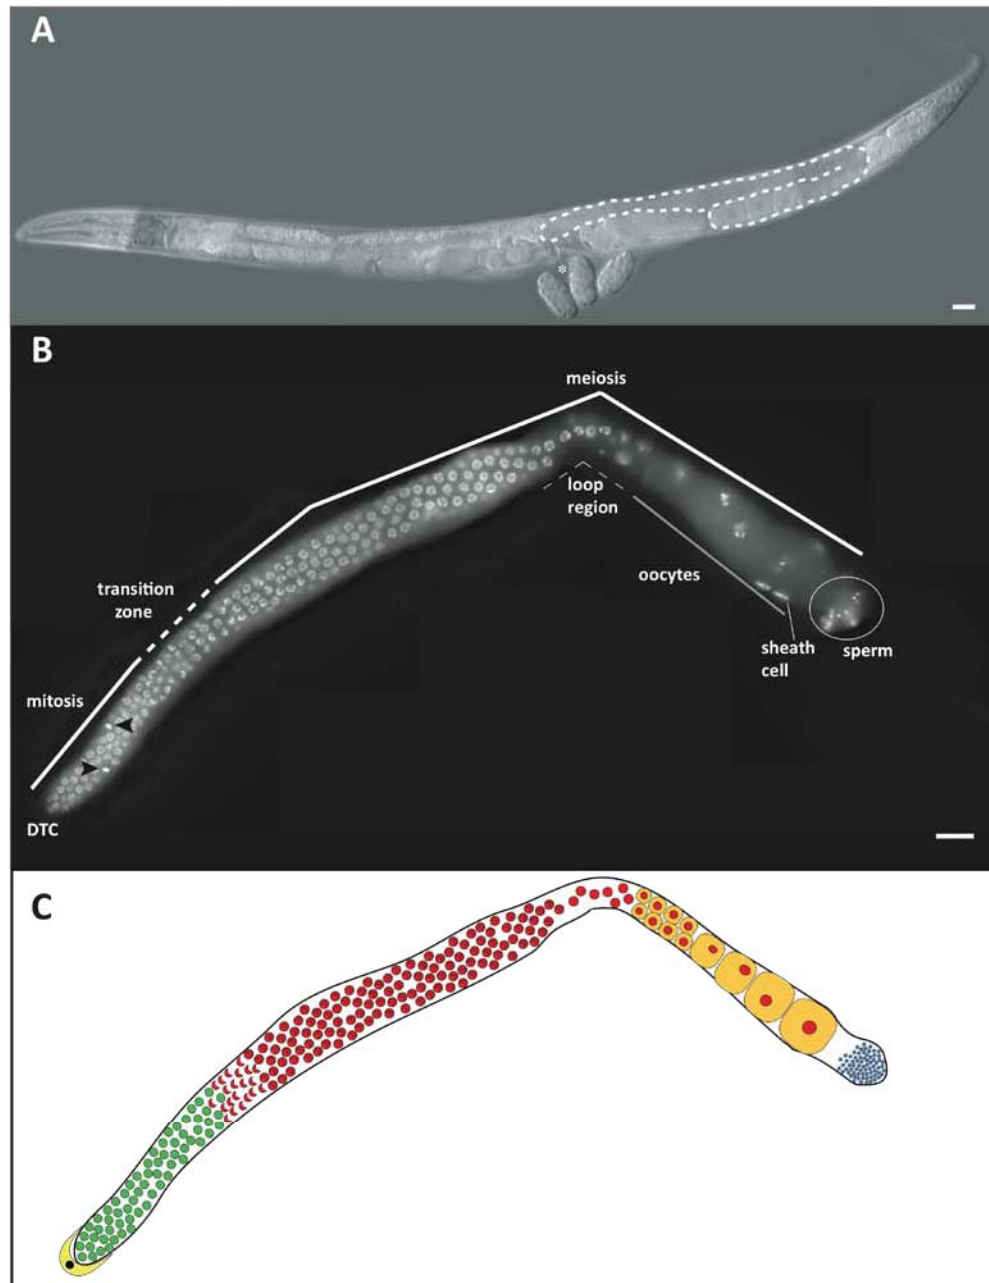 A
*
B
meiosis
loop
region
transition
zone
oocytes
sheath
cell
sperm
mitosis
DTC
C